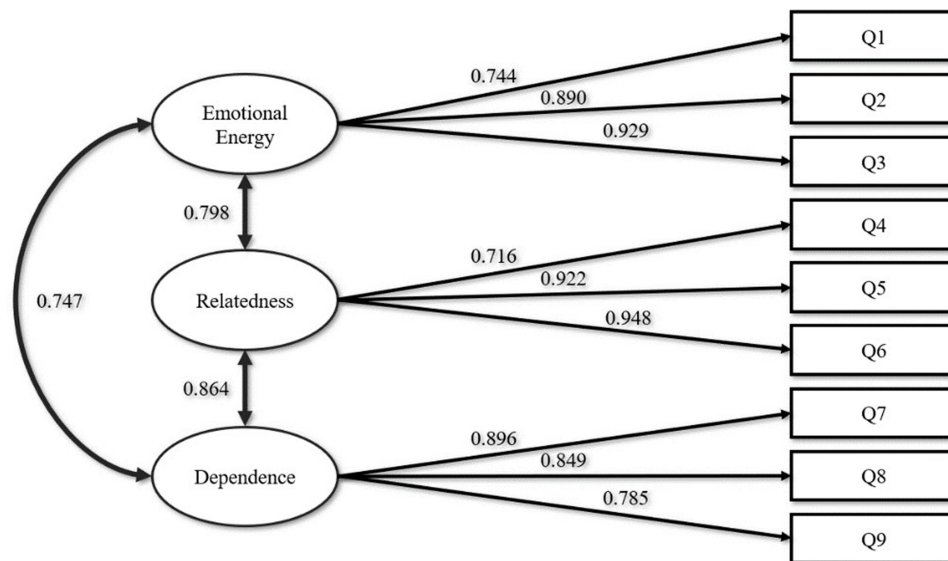 Q1
0.744
Q2
0.890
Emotional
Energy
0.929
Q3
0.798
Q4
0.716
0.922
Q5
0.747
Relatedness
0.948
Q6
0.864
Q7
0.896
0.849
Q8
Dependence
0.785
Q9